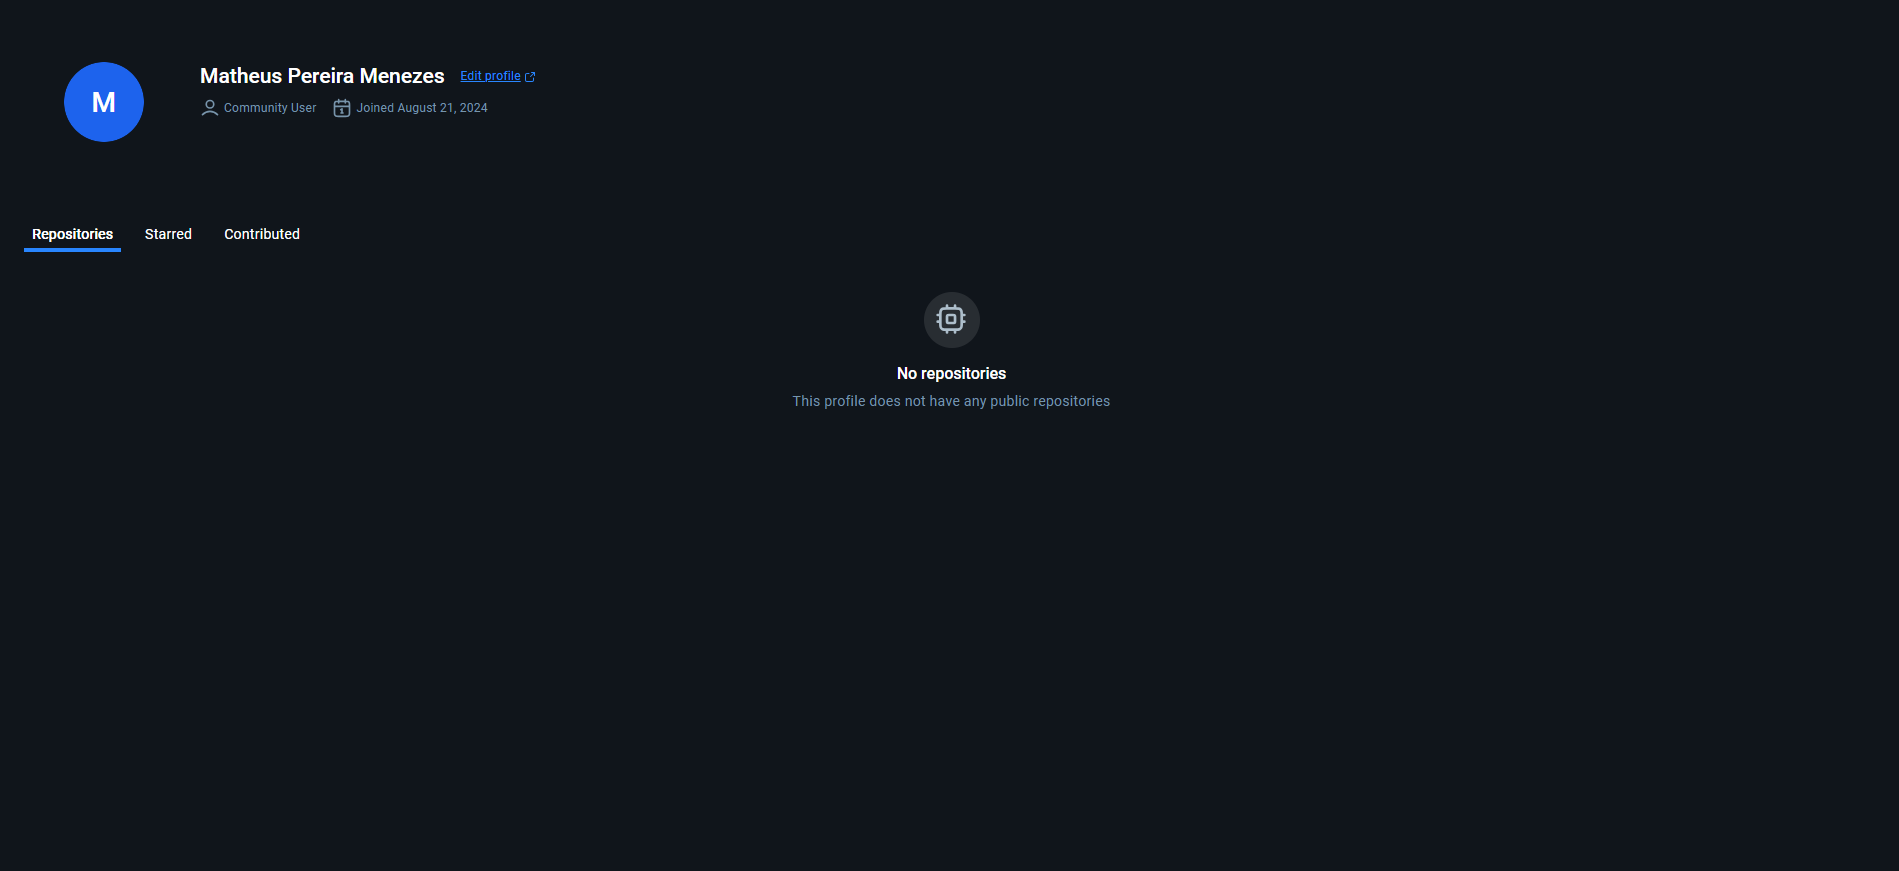 M
Matheus Pereira Menezes Edit profile
Community User Joined August 21, 2024
Repositories Starred Contributed
No repositories
This profile does not have any public repositories